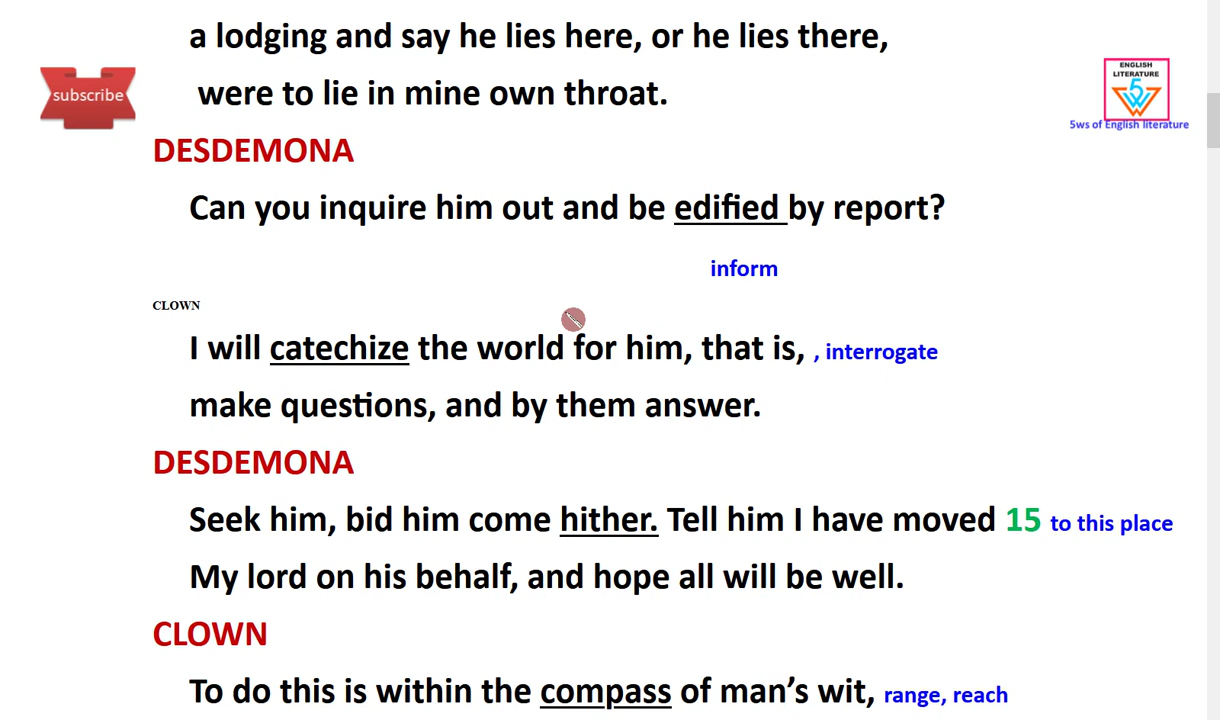 a lodging and say he lies here, or he lies there,
were to lie in mine own throat.
subscribe
ENGLISH
LITERATURE
5
W
5ws of English literature
DESDEMONA
Can you inquire him out and be edified by report?
inform
CLOWN
I will catechize the world for him, that is, , interrogate
make questions, and by them answer.
DESDEMONA
Seek him, bid him come hither. Tell him I have moved 15 to this place
My lord on his behalf, and hope all will be well.
CLOWN
To do this is within the compass of man’s wit, range, reach